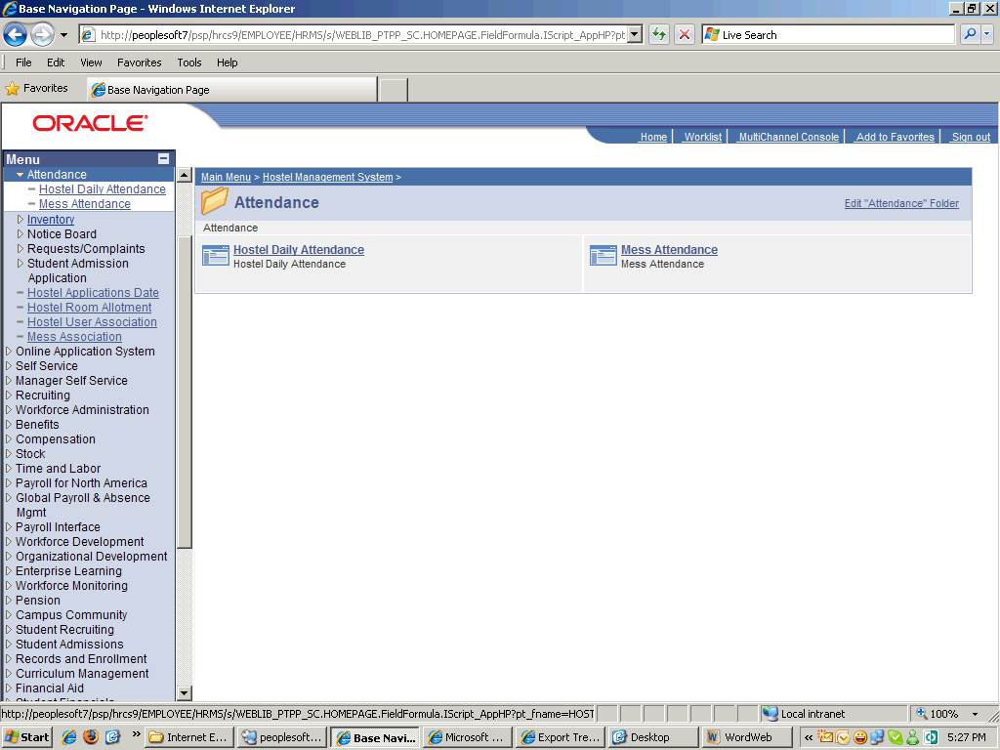 Base Navigation Page - Windows Internet Explorer
http://peoplesoft7/psp/hrcs9/EMPLOYEE/HRMS/s/WEBLIB_PTPP_SC.HOMEPAGE.FieldFormula.IScript_AppHP?pt
Live Search
File Edit View Favorites Tools Help
Favorites
Base Navigation Page
ORACLE®
Home Worklist MultiChannel Console Add to Favorites Sign out
Menu
Attendance
Hostel Daily Attendance
Mess Attendance
Inventory
Notice Board
Requests/Complaints
Student Admission
Application
Hostel Applications Date
Hostel Room Allotment
Hostel User Association
Mess Association
Online Application System
Self Service
Manager Self Service
Recruiting
Workforce Administration
Benefits
Compensation
Stock
Time and Labor
Payroll for North America
Global Payroll & Absence
Mgmt
Payroll Interface
Workforce Development
Organizational Development
Enterprise Learning
Workforce Monitoring
Pension
Campus Community
Student Recruiting
Student Admissions
Records and Enrollment
Curriculum Management
Financial Aid
Student Financials
Main Menu > Hostel Management System >
Attendance
Edit "Attendance" Folder
Attendance
Hostel Daily Attendance
Hostel Daily Attendance
Mess Attendance
Mess Attendance
http://peoplesoft7/psp/hrcs9/EMPLOYEE/HRMS/s/WEBLIB_PTPP_SC.HOMEPAGE.FieldFormula.IScript_AppHP?pt_fname=HOST
Local intranet
100%
Start
»
Internet E...
peoplesoft...
Base Navi...
Microsoft ...
Export Tre...
Desktop
WordWeb
«
5:27 PM